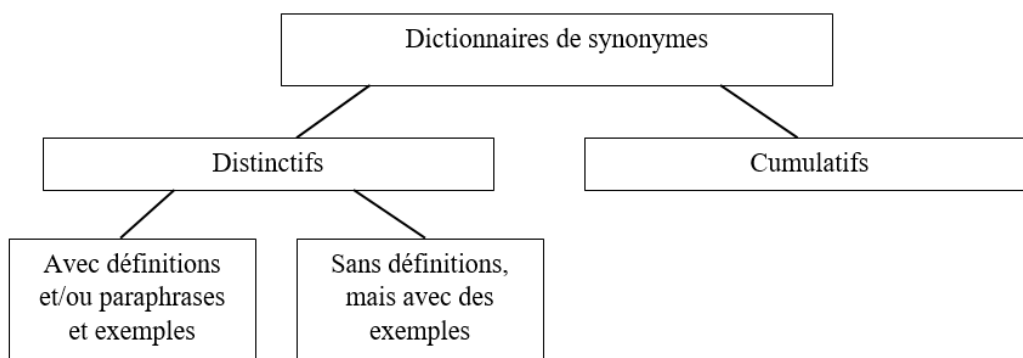 Dictionnaires de synonymes
Distinctifs
Cumulatifs
Avec définitions
et/ou paraphrases
et exemples
Sans définitions,
mais avec des
exemples